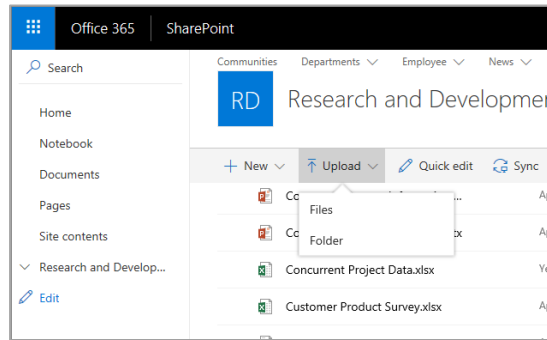 Office 365 SharePoint
Search
Home
Notebook
Documents
Pages
Site contents
Research and Develop...
Edit
Communities Departments Employee News
RD Research and Developme
New Upload Quick edit Sync
Files
Folder
Concurrent Project Data.xlsx
Customer Product Survey.xlsx